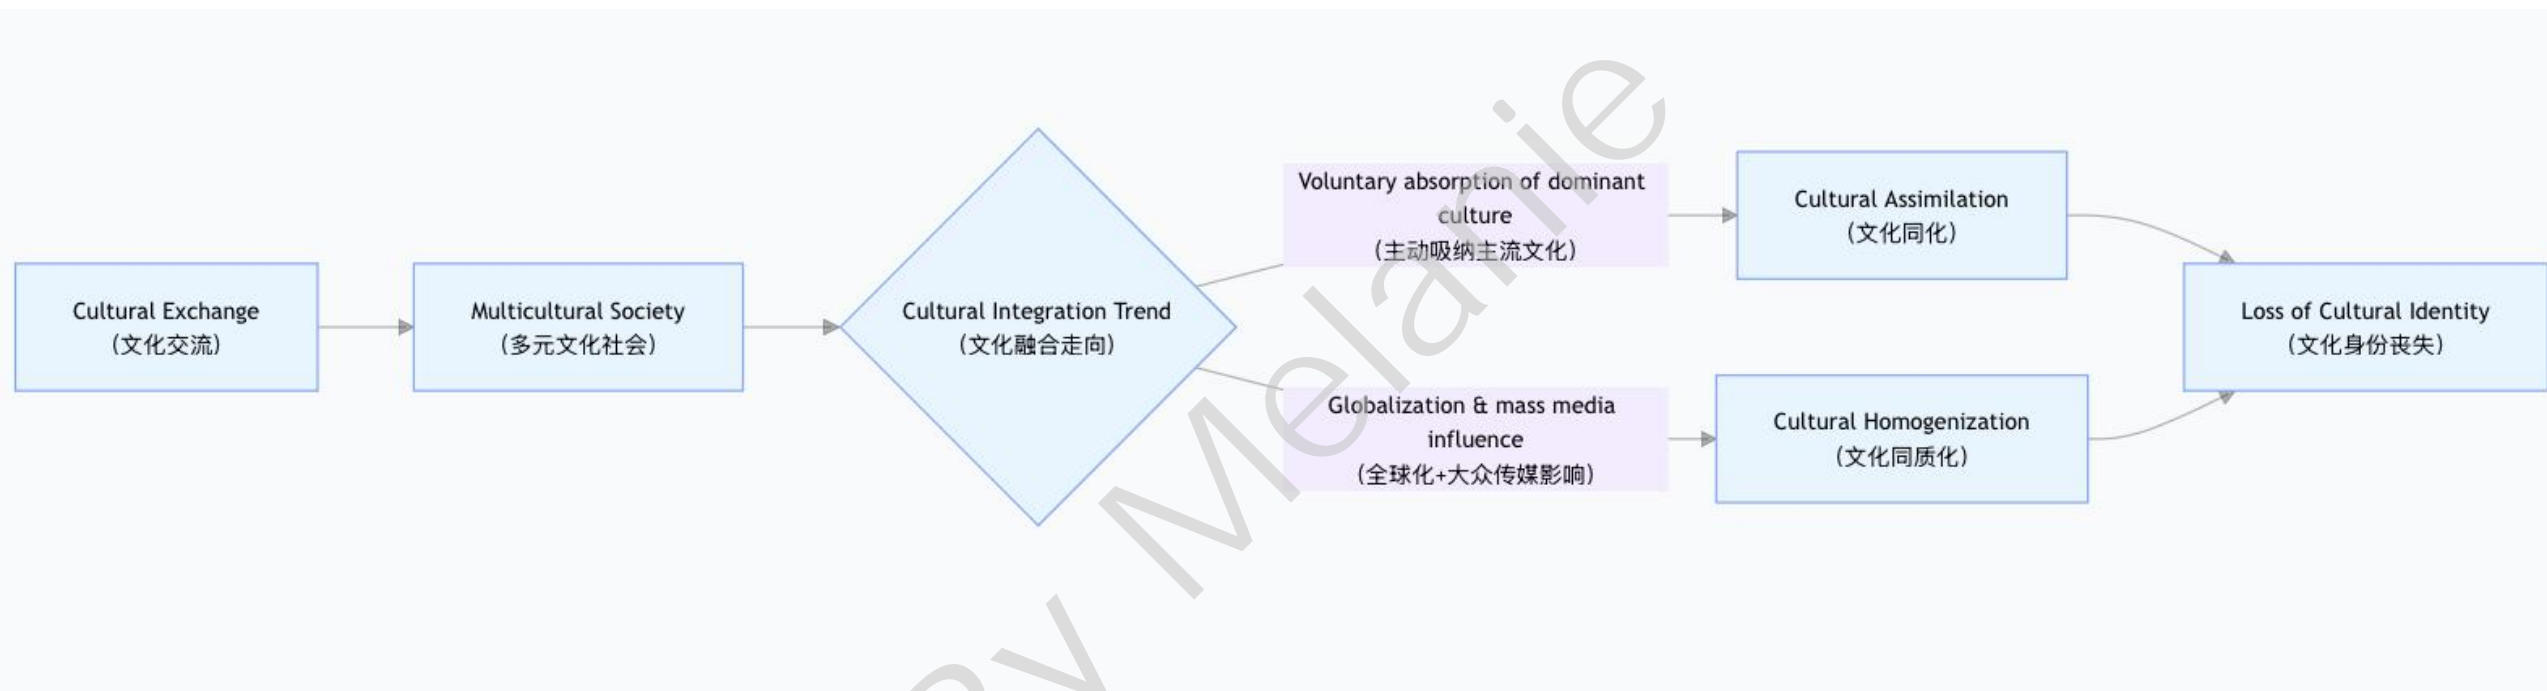 Cultural Exchange
(文化交流)
Multicultural Society
(多元文化社会)
Cultural Integration Trend
(文化融合走向)
Voluntary absorption of dominant
culture
(主动吸纳主流文化)
Globalization & mass media
influence
(全球化+大众传媒影响)
Cultural Assimilation
(文化同化)
Cultural Homogenization
(文化同质化)
Loss of Cultural Identity
(文化身份丧失)
By Melanie